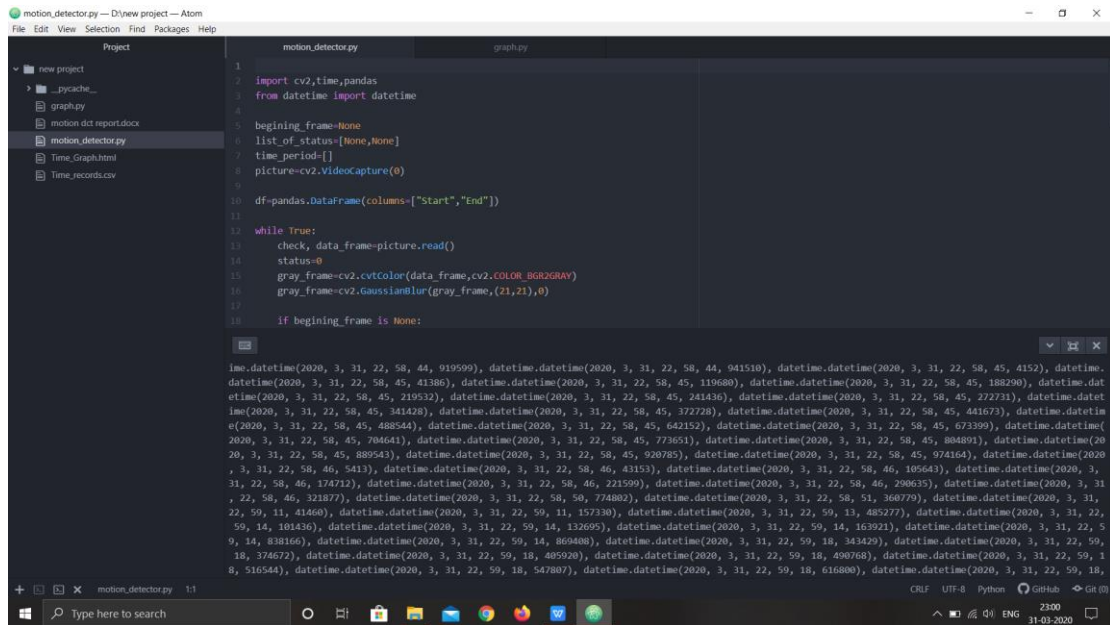 motion_detector.py — D:\new project — Atom
File Edit View Selection Find Packages Help
Project
motion_detector.py
graph.py
new project
__pycache__
graph.py
motion dct report.docx
motion_detector.py
Time_Graph.html
Time_records.csv
1
2 import cv2,time,pandas
3 from datetime import datetime
4
5 begining_frame=None
6 list_of_status=[None,None]
7 time_period=[]
8 picture=cv2.VideoCapture(0)
9
10 df=pandas.DataFrame(columns=["Start","End"])
11
12 while True:
13 check, data_frame=picture.read()
14 status=0
15 gray_frame=cv2.cvtColor(data_frame,cv2.COLOR_BGR2GRAY)
16 gray_frame=cv2.GaussianBlur(gray_frame,(21,21),0)
17
18 if begining_frame is None:
ime.datetime(2020, 3, 31, 22, 58, 44, 919599), datetime.datetime(2020, 3, 31, 22, 58, 44, 941510), datetime.datetime(2020, 3, 31, 22, 58, 45, 4152), datetime.
datetime(2020, 3, 31, 22, 58, 45, 41386), datetime.datetime(2020, 3, 31, 22, 58, 45, 119680), datetime.datetime(2020, 3, 31, 22, 58, 45, 188290), datetime.dat
etime(2020, 3, 31, 22, 58, 45, 219532), datetime.datetime(2020, 3, 31, 22, 58, 45, 241436), datetime.datetime(2020, 3, 31, 22, 58, 45, 272731), datetime.datet
ime(2020, 3, 31, 22, 58, 45, 341428), datetime.datetime(2020, 3, 31, 22, 58, 45, 372728), datetime.datetime(2020, 3, 31, 22, 58, 45, 441673), datetime.datetim
e(2020, 3, 31, 22, 58, 45, 488544), datetime.datetime(2020, 3, 31, 22, 58, 45, 642152), datetime.datetime(2020, 3, 31, 22, 58, 45, 673399), datetime.datetime(
2020, 3, 31, 22, 58, 45, 704641), datetime.datetime(2020, 3, 31, 22, 58, 45, 773651), datetime.datetime(2020, 3, 31, 22, 58, 45, 804891), datetime.datetime(20
20, 3, 31, 22, 58, 45, 889543), datetime.datetime(2020, 3, 31, 22, 58, 45, 920785), datetime.datetime(2020, 3, 31, 22, 58, 45, 974164), datetime.datetime(2020
, 3, 31, 22, 58, 46, 5413), datetime.datetime(2020, 3, 31, 22, 58, 46, 43153), datetime.datetime(2020, 3, 31, 22, 58, 46, 105643), datetime.datetime(2020, 3,
31, 22, 58, 46, 174712), datetime.datetime(2020, 3, 31, 22, 58, 46, 221599), datetime.datetime(2020, 3, 31, 22, 58, 46, 290635), datetime.datetime(2020, 3, 31
, 22, 58, 46, 321877), datetime.datetime(2020, 3, 31, 22, 58, 50, 774802), datetime.datetime(2020, 3, 31, 22, 58, 51, 360779), datetime.datetime(2020, 3, 31,
22, 59, 11, 41460), datetime.datetime(2020, 3, 31, 22, 59, 11, 157330), datetime.datetime(2020, 3, 31, 22, 59, 13, 485277), datetime.datetime(2020, 3, 31, 22,
59, 14, 101436), datetime.datetime(2020, 3, 31, 22, 59, 14, 132695), datetime.datetime(2020, 3, 31, 22, 59, 14, 163921), datetime.datetime(2020, 3, 31, 22, 5
9, 14, 838166), datetime.datetime(2020, 3, 31, 22, 59, 14, 869408), datetime.datetime(2020, 3, 31, 22, 59, 18, 343429), datetime.datetime(2020, 3, 31, 22, 59,
18, 374672), datetime.datetime(2020, 3, 31, 22, 59, 18, 405920), datetime.datetime(2020, 3, 31, 22, 59, 18, 490768), datetime.datetime(2020, 3, 31, 22, 59, 1
8, 516544), datetime.datetime(2020, 3, 31, 22, 59, 18, 547807), datetime.datetime(2020, 3, 31, 22, 59, 18, 616800), datetime.datetime(2020, 3, 31, 22, 59, 18,
motion_detector.py 1:1
CRLF UTF-8 Python GitHub Git (0)
Type here to search
ENG
23:00
31-03-2020